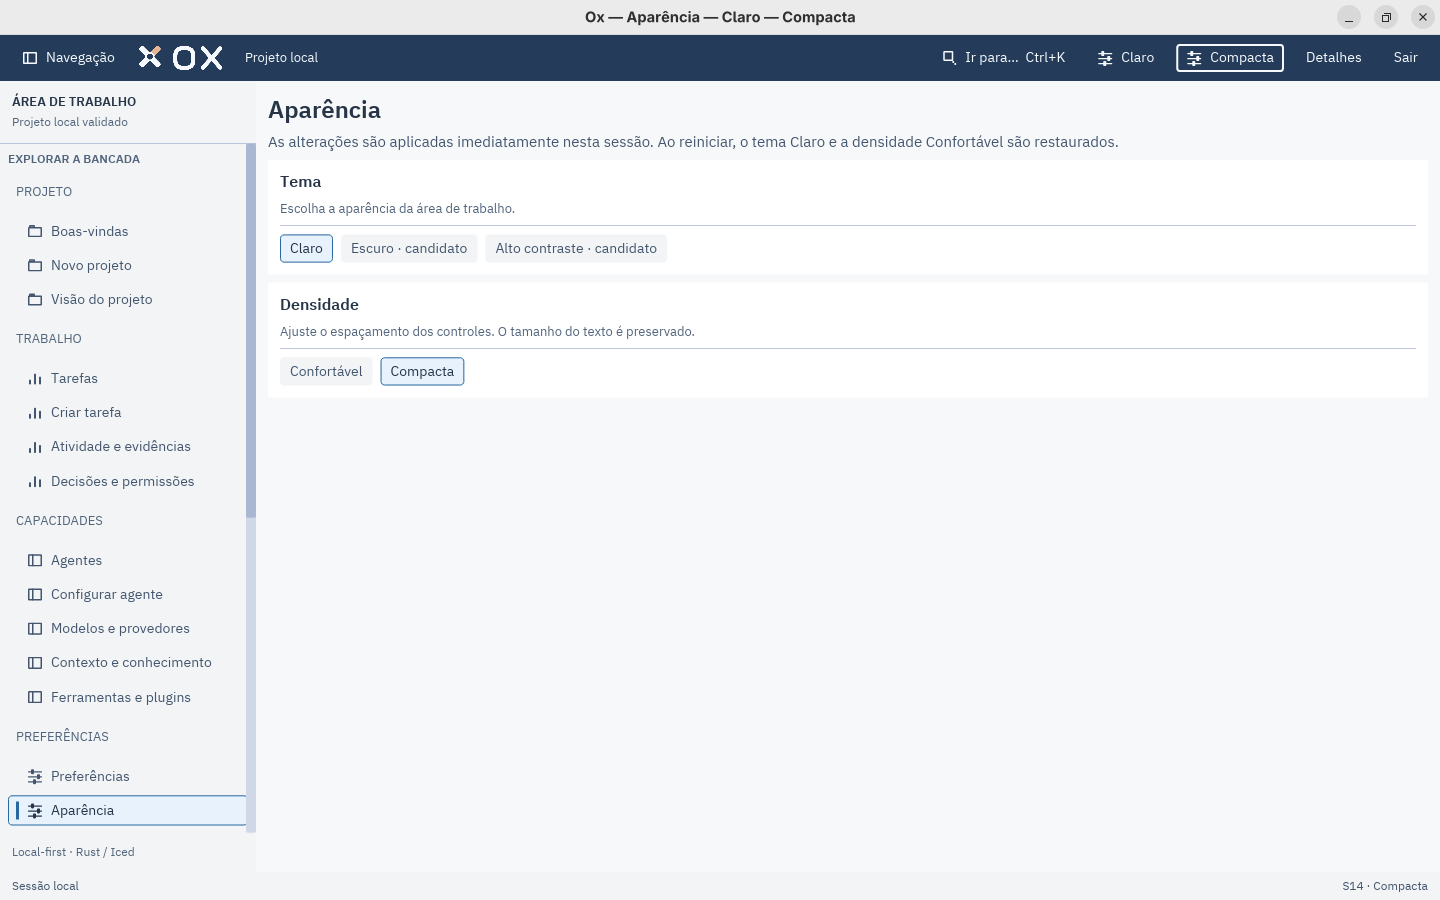 Ox — Aparência — Claro — Compacta
Navegação
OX
Projeto local
Ir para... Ctrl+K
Claro
Compacta
Detalhes
Sair
ÁREA DE TRABALHO
Projeto local validado
EXPLORAR A BANCADA
PROJETO
Boas-vindas
Novo projeto
Visão do projeto
TRABALHO
Tarefas
Criar tarefa
Atividade e evidências
Decisões e permissões
CAPACIDADES
Agentes
Configurar agente
Modelos e provedores
Contexto e conhecimento
Ferramentas e plugins
PREFERÊNCIAS
Preferências
Aparência
Local-first · Rust / Iced
Aparência
As alterações são aplicadas imediatamente nesta sessão. Ao reiniciar, o tema Claro e a densidade Confortável são restaurados.
Tema
Escolha a aparência da área de trabalho.
Claro
Escuro · candidato
Alto contraste · candidato
Densidade
Ajuste o espaçamento dos controles. O tamanho do texto é preservado.
Confortável
Compacta
Sessão local
S14 · Compacta